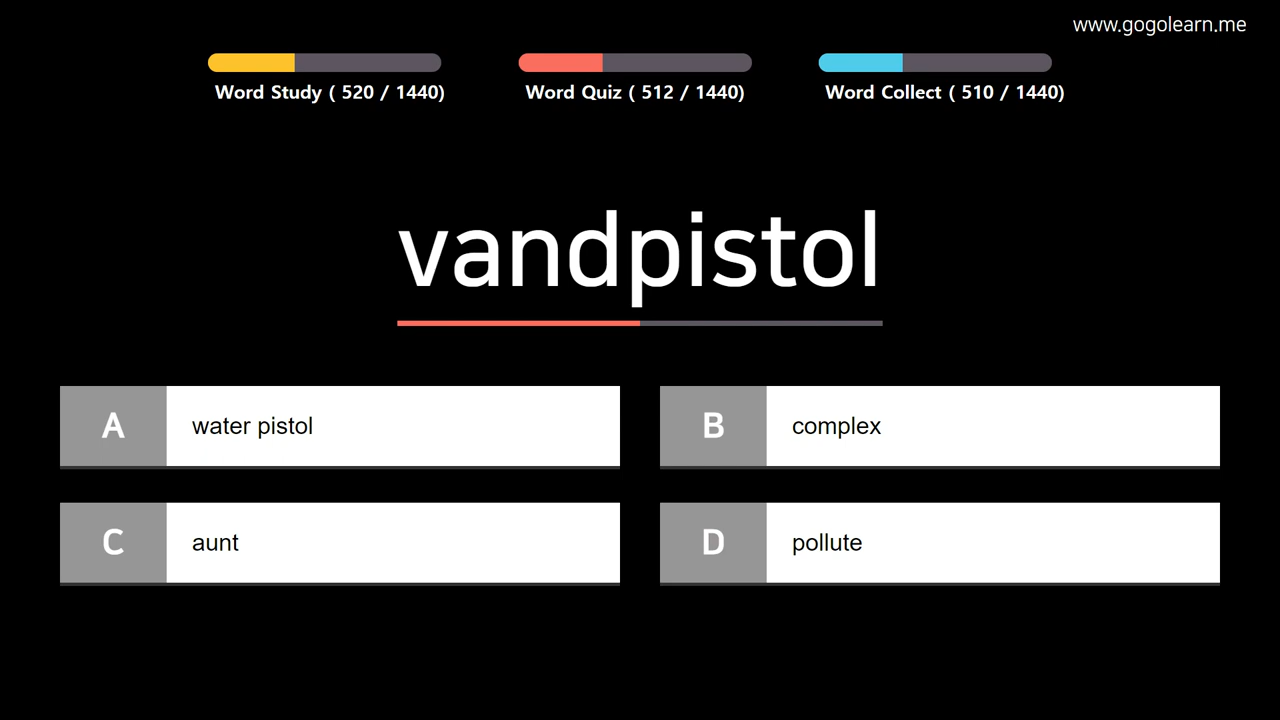 www.gogolearn.me
Word Study ( 520 / 1440)
Word Quiz ( 512 / 1440)
Word Collect ( 510 / 1440)
vandpistol
A water pistol
B complex
C aunt
D pollute